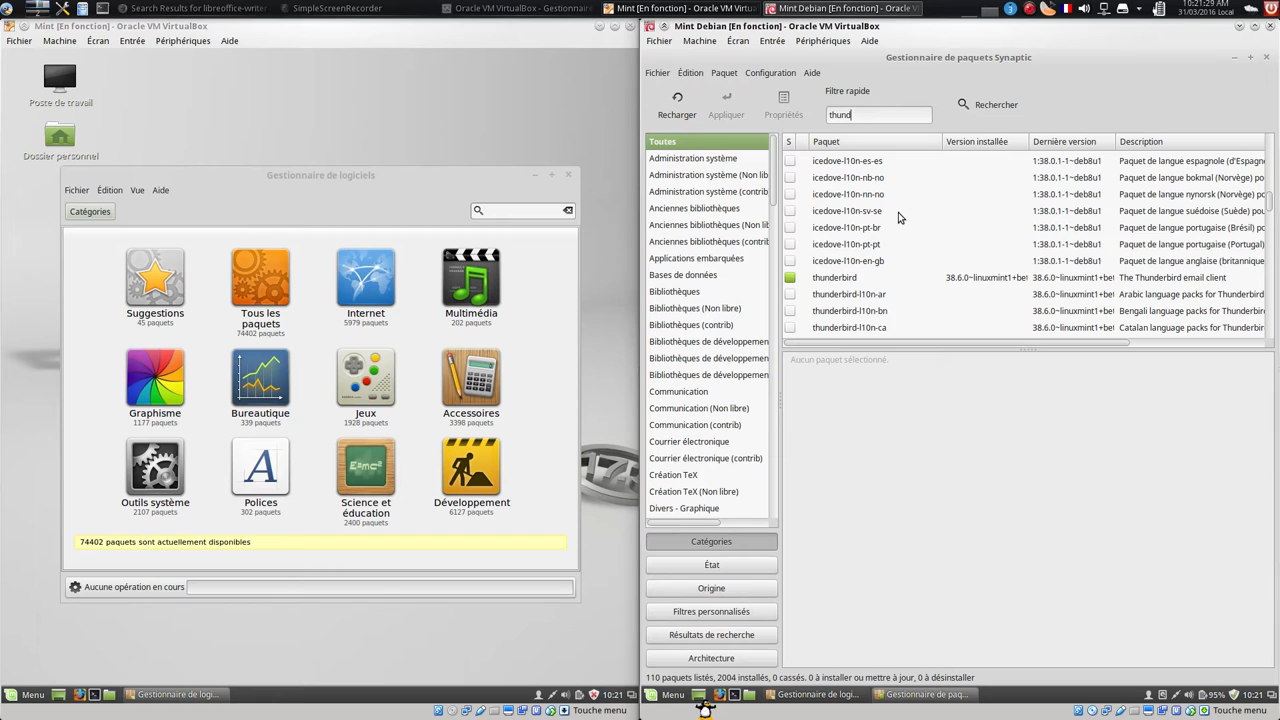 Search Results for libreoffice-writer
SimpleScreenRecorder
Oracle VM VirtualBox - Gestionnaire
Mint [En fonction] - Oracle VM Virtu
Mint Debian [En fonction] - Oracle V
10:21:29 AM
31/03/2016 Local
Mint [En fonction] - Oracle VM VirtualBox
Fichier Machine Écran Entrée Périphériques Aide
Poste de travail
Dossier personnel
Gestionnaire de logiciels
Fichier Édition Vue Aide
Catégories
Suggestions
45 paquets
Tous les
paquets
74402 paquets
Internet
5979 paquets
Multimédia
202 paquets
Graphisme
1177 paquets
Bureautique
339 paquets
Jeux
1928 paquets
Accessoires
3398 paquets
Outils système
2107 paquets
Polices
302 paquets
Science et
éducation
2400 paquets
Développement
6127 paquets
74402 paquets sont actuellement disponibles
Aucune opération en cours
Menu Gestionnaire de logi... 10:21
Touche menu
Mint Debian [En fonction] - Oracle VM VirtualBox
Fichier Machine Écran Entrée Périphériques Aide
Gestionnaire de paquets Synaptic
Fichier Édition Paquet Configuration Aide
Recharger Appliquer Propriétés
Filtre rapide
thund
Rechercher
Toutes
Administration système
Administration système (Non lib
Administration système (contrib
Anciennes bibliothèques
Anciennes bibliothèques (Non li
Anciennes bibliothèques (contri
Applications embarquées
Bases de données
Bibliothèques
Bibliothèques (Non libre)
Bibliothèques (contrib)
Bibliothèques de développemen
Bibliothèques de développemen
Bibliothèques de développemen
Communication
Communication (Non libre)
Communication (contrib)
Courrier électronique
Courrier électronique (contrib)
Création TeX
Création TeX (Non libre)
Divers - Graphique
Catégories
État
Origine
Filtres personnalisés
Résultats de recherche
Architecture
S Paquet Version installée Dernière version Description
icedove-l10n-es-es 1:38.0.1-1~deb8u1 Paquet de langue espagnole (d'Espagne
icedove-l10n-nb-no 1:38.0.1-1~deb8u1 Paquet de langue bokmal (Norvège) po
icedove-l10n-nn-no 1:38.0.1-1~deb8u1 Paquet de langue nynorsk (Norvège) po
icedove-l10n-sv-se 1:38.0.1-1~deb8u1 Paquet de langue suédoise (Suède) pou
icedove-l10n-pt-br 1:38.0.1-1~deb8u1 Paquet de langue portugaise (Brésil) po
icedove-l10n-pt-pt 1:38.0.1-1~deb8u1 Paquet de langue portugaise (Portugal)
icedove-l10n-en-gb 1:38.0.1-1~deb8u1 Paquet de langue anglaise (britannique
thunderbird 38.6.0~linuxmint1+bet 38.6.0~linuxmint1+bet The Thunderbird email client
thunderbird-l10n-ar 38.6.0~linuxmint1+bet Arabic language packs for Thunderbird
thunderbird-l10n-bn 38.6.0~linuxmint1+bet Bengali language packs for Thunderbird
thunderbird-l10n-ca 38.6.0~linuxmint1+bet Catalan language packs for Thunderbird
Aucun paquet sélectionné.
110 paquets listés, 2004 installés, 0 cassés. 0 à installer ou mettre à jour, 0 à désinstaller
Menu Gestionnaire de logi... Gestionnaire de paq... 95% 10:21
Touche menu